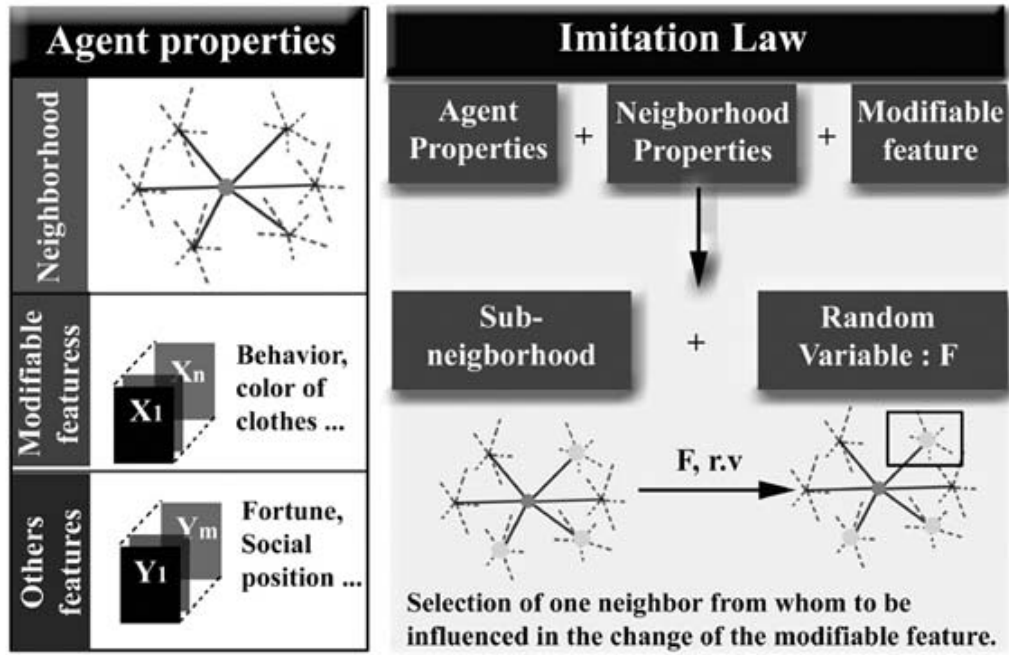 Agent properties
Neighborhood
Modifiable
featuress
X1
Xn
Behavior,
color of
clothes ...
Others
features
Y1
Ym
Fortune,
Social
position ...
Imitation Law
Agent
Properties
+
Neigborhood
Properties
+
Modifiable
feature
Sub-
neigborhood
+
Random
Variable : F
F, r.v
Selection of one neighbor from whom to be
influenced in the change of the modifiable feature.